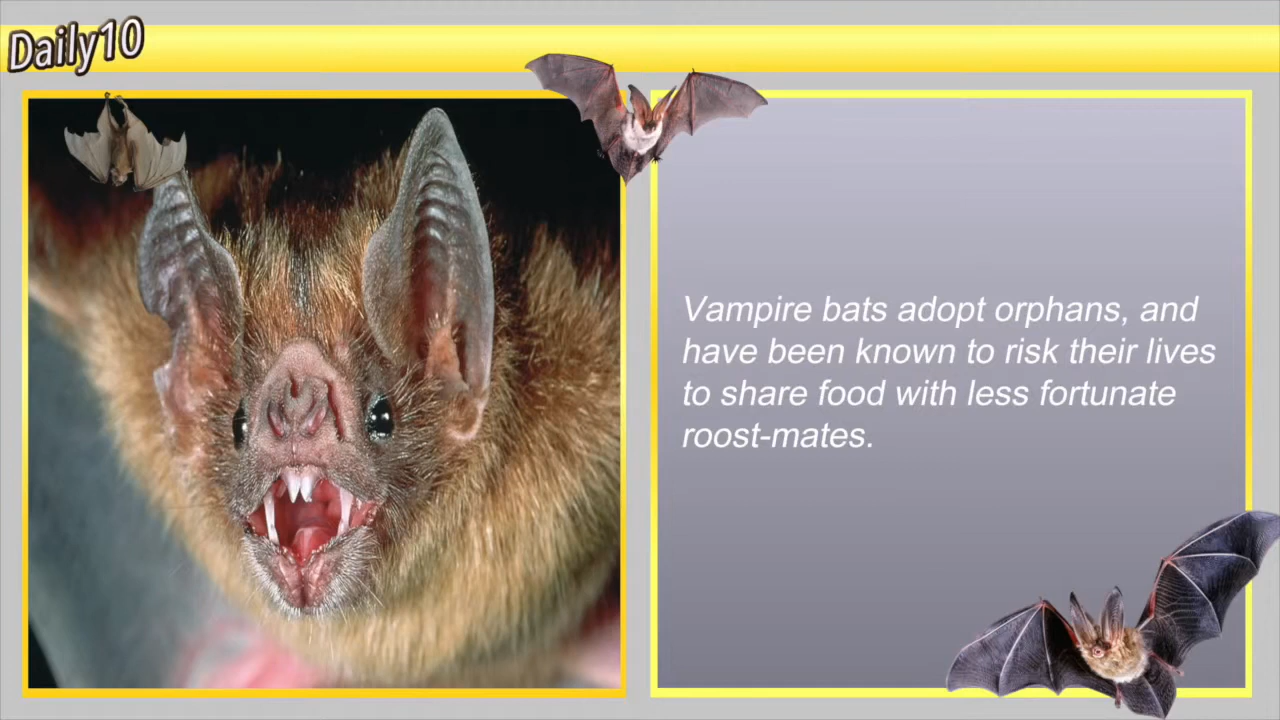 Daily10
Vampire bats adopt orphans, and
have been known to risk their lives
to share food with less fortunate
roost-mates.